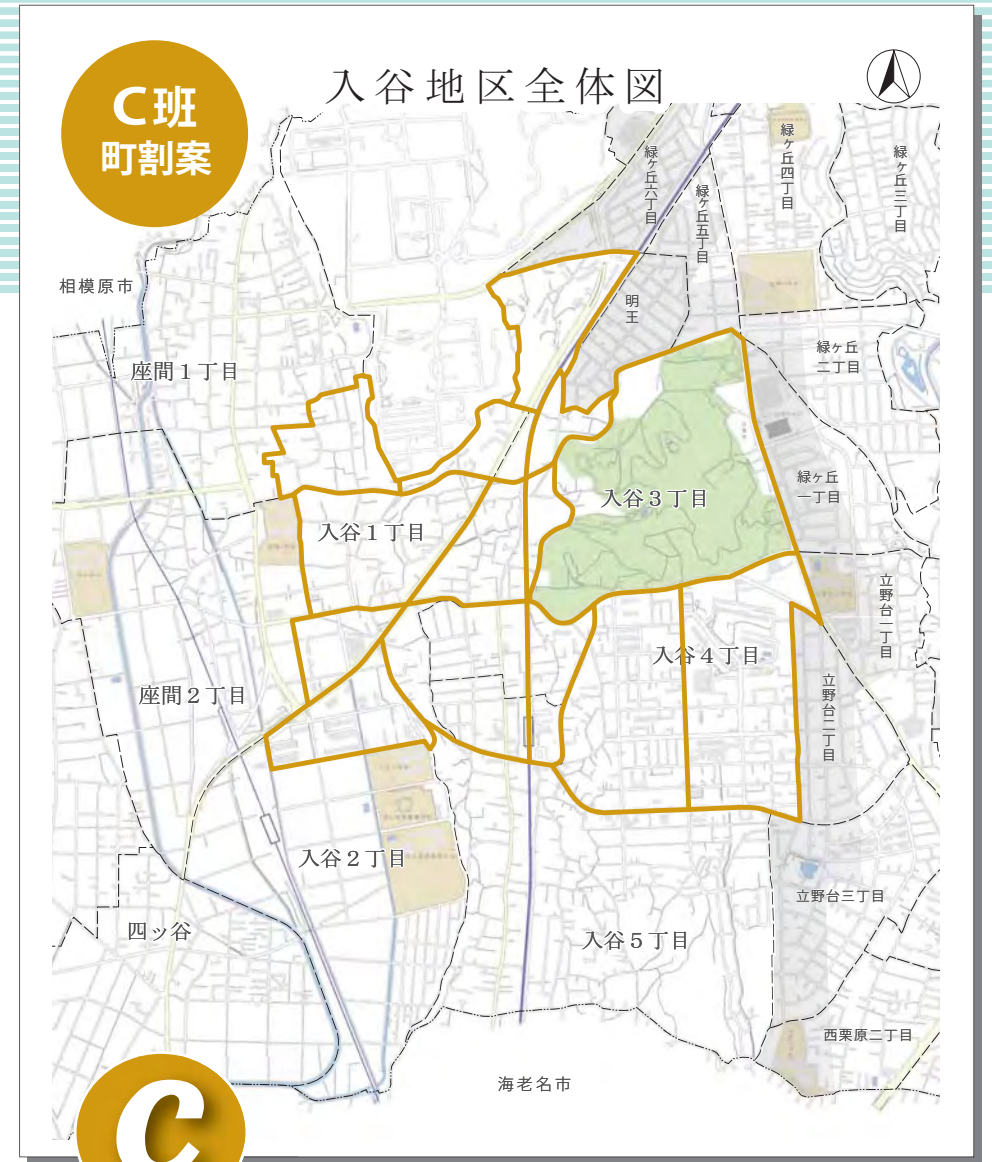 C班
町割案
入谷地区全体図
緑ヶ丘六丁目
緑ヶ丘五丁目
緑ヶ丘四丁目
緑ヶ丘三丁目
相模原市
明王
座間1丁目
緑ヶ丘
二丁目
緑ヶ丘
一丁目
入谷3丁目
入谷1丁目
立野台一丁目
入谷4丁目
座間2丁目
立野台二丁目
入谷2丁目
立野台三丁目
四ッ谷
入谷5丁目
西栗原二丁目
海老名市
C